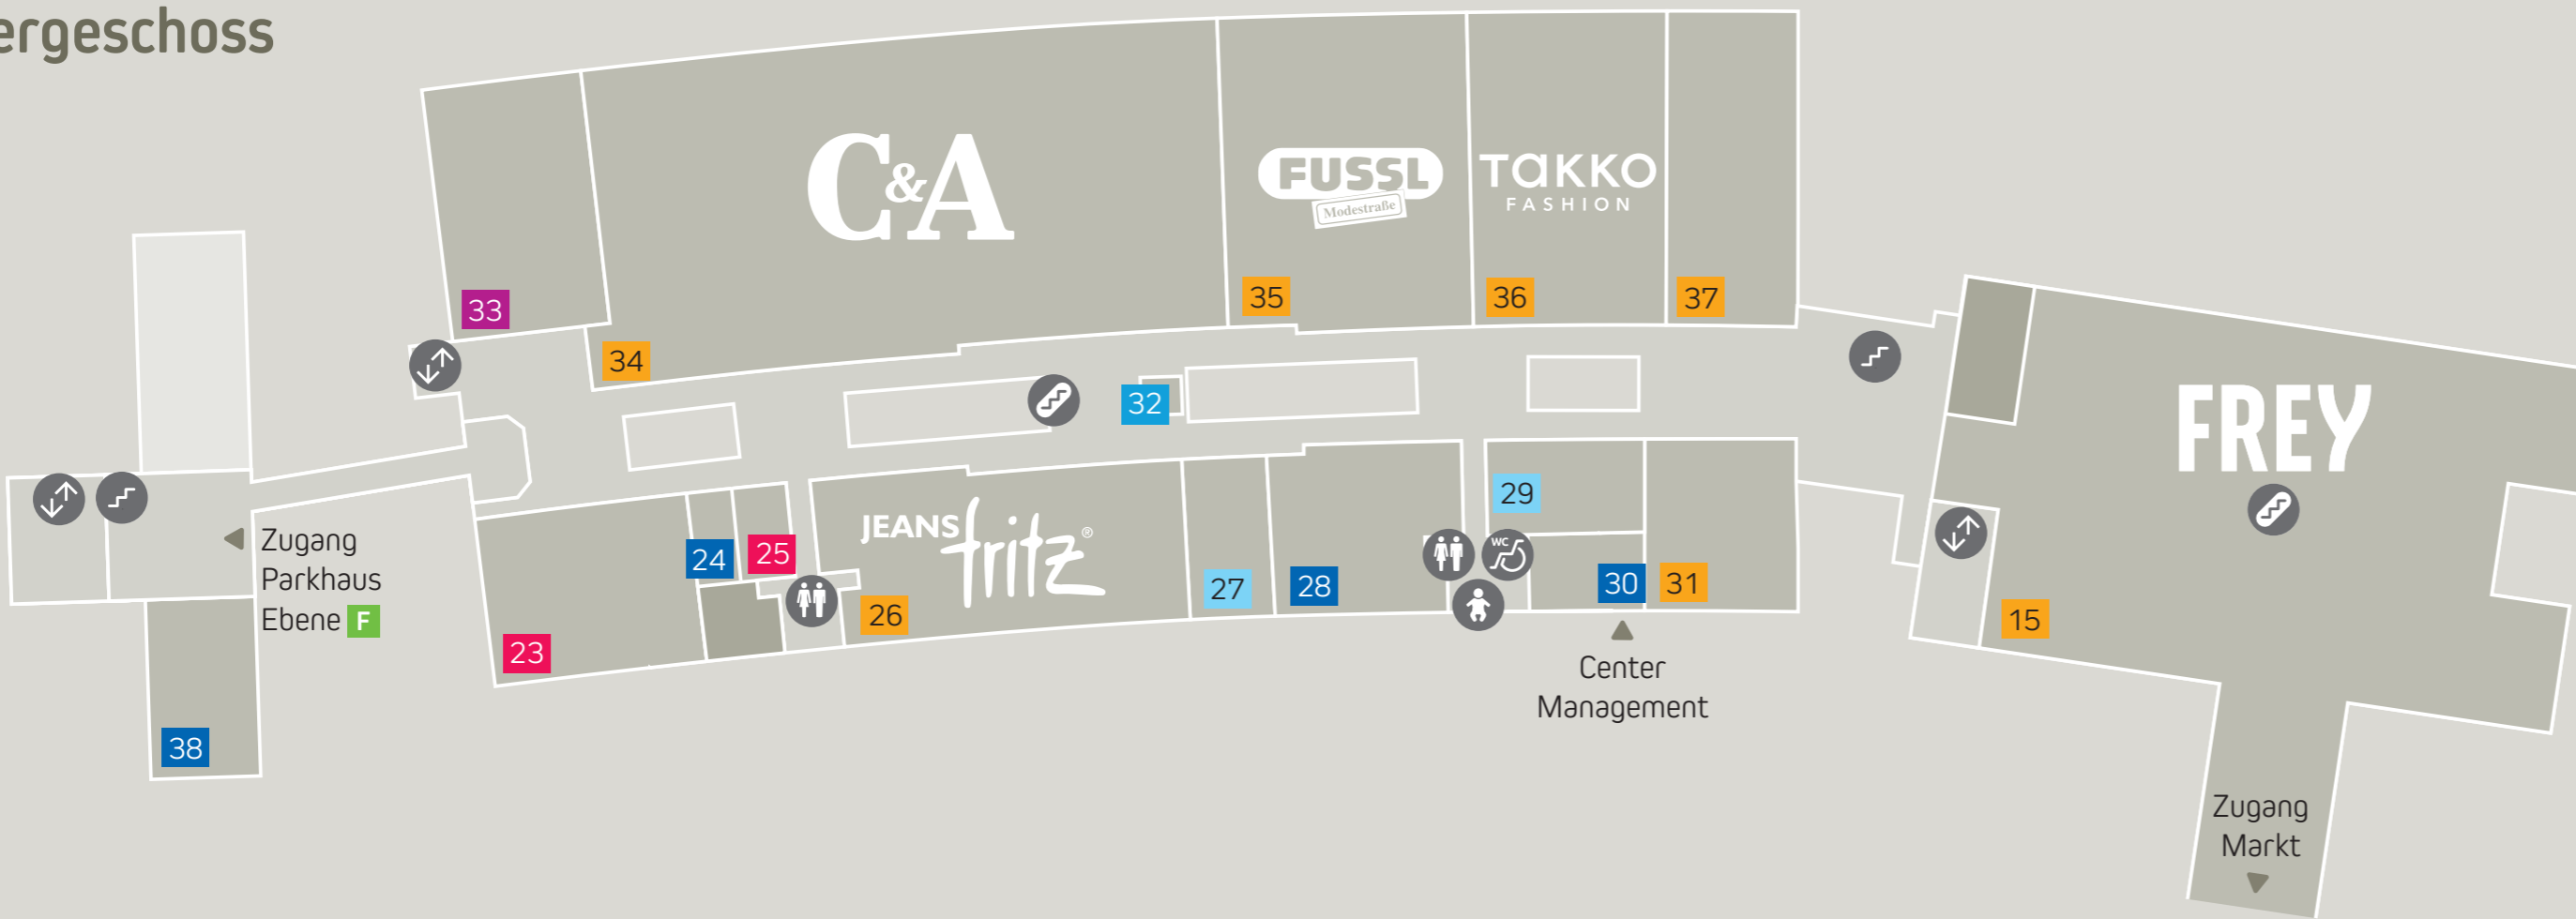 ergeschoss
C&A
FUSSL
Modestraße
TAKKO
FASHION
33
34
35
36
37
32
FREY
JEANS
fritz®
29
WC
24
25
26
27
28
30
31
15
23
38
Zugang
Parkhaus
Ebene F
Center
Management
Zugang
Markt